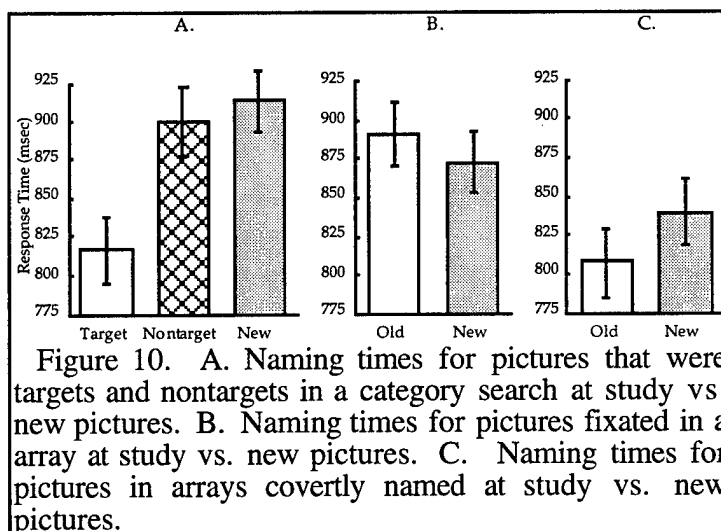 A. B. C.
925 925 925
900 900 900
875 875 875
850 850 850
825 825 825
800 800 800
775 775 775
Response Time (msec)
Target Nontarget New Old New Old New
Figure 10. A. Naming times for pictures that were
targets and nontargets in a category search at study vs
new pictures. B. Naming times for pictures fixated in a
array at study vs. new pictures. C. Naming times for
pictures in arrays covertly named at study vs. new
pictures.